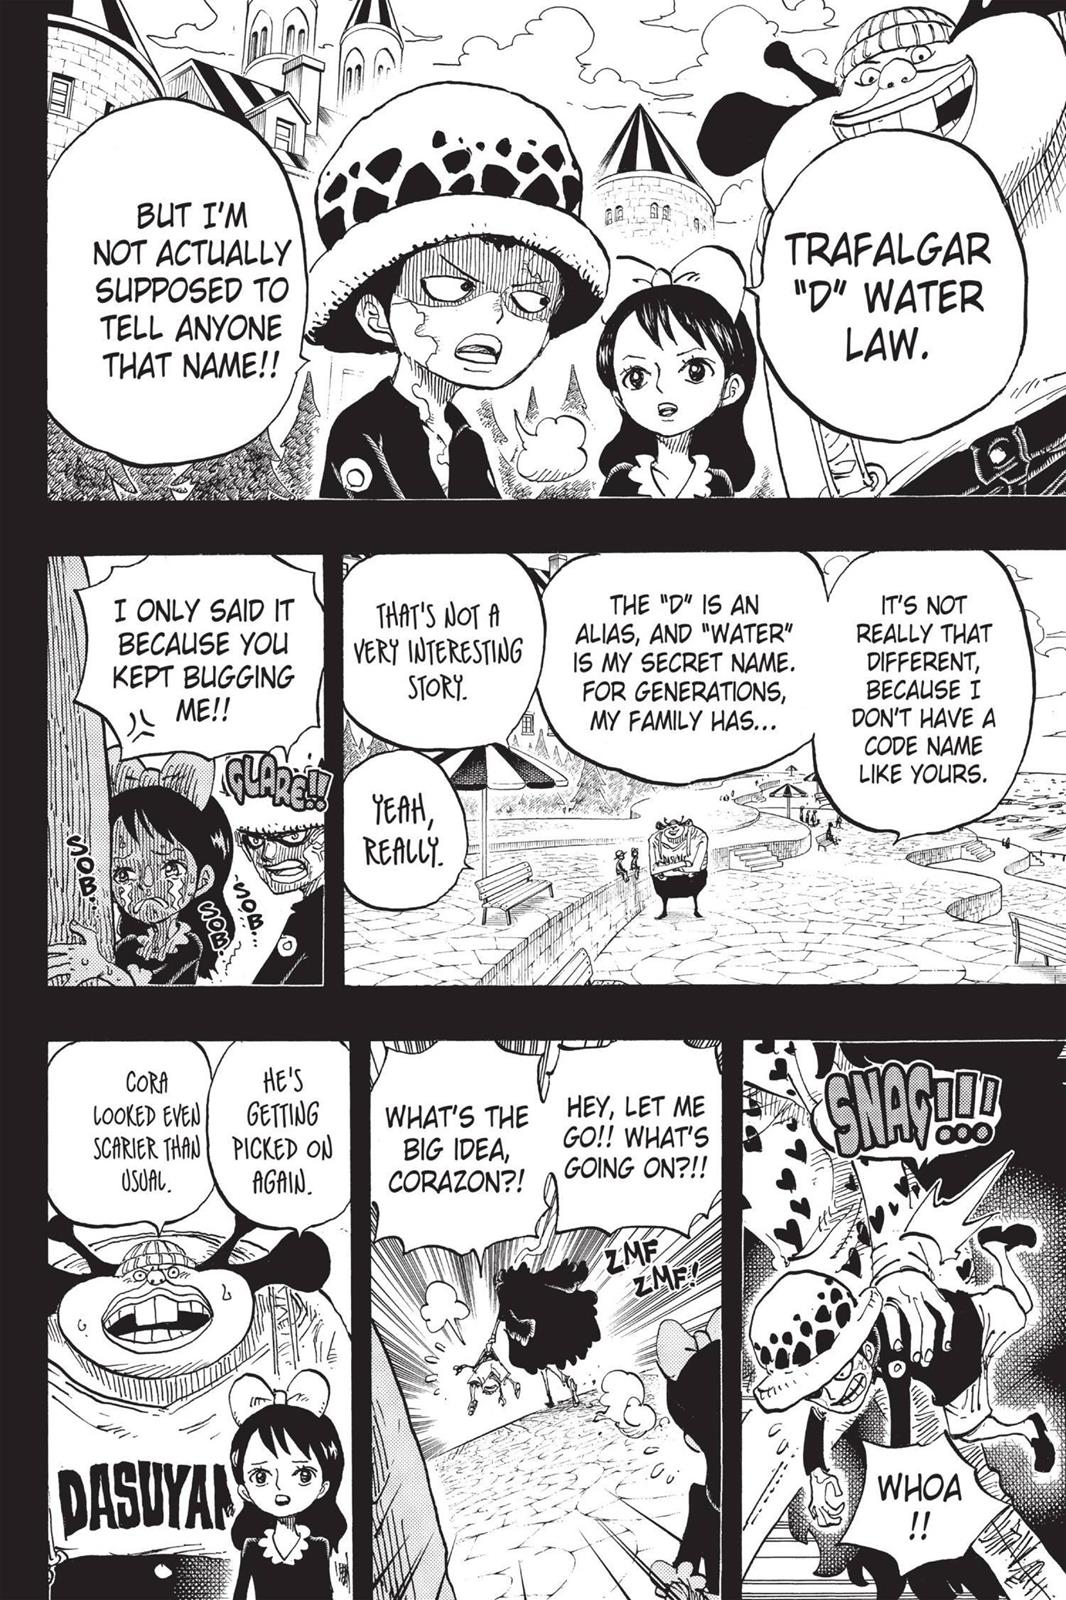 TRAFALGAR
"D" WATER
LAW.
BUT I'M
NOT ACTUALLY
SUPPOSED TO
TELL ANYONE
THAT NAME!!
IT'S NOT
REALLY THAT
DIFFERENT,
BECAUSE I
DON'T HAVE A
CODE NAME
LIKE YOURS.
THE "D" IS AN
ALIAS, AND "WATER"
IS MY SECRET NAME.
FOR GENERATIONS,
MY FAMILY HAS...
THAT'S NOT A
VERY INTERESTING
STORY.
YEAH,
REALLY.
I ONLY SAID IT
BECAUSE YOU
KEPT BUGGING
ME!!
GLARE!!
SOB...
SOB...
SOB..
SNAG!!!
WHOA
!!
HEY, LET ME
GO!! WHAT'S
GOING ON?!!
WHAT'S THE
BIG IDEA,
CORAZON?!
ZMF
ZMF!
HE'S
GETTING
PICKED ON
AGAIN.
CORA
LOOKED EVEN
SCARIER THAN
USUAL.
DASUYAN